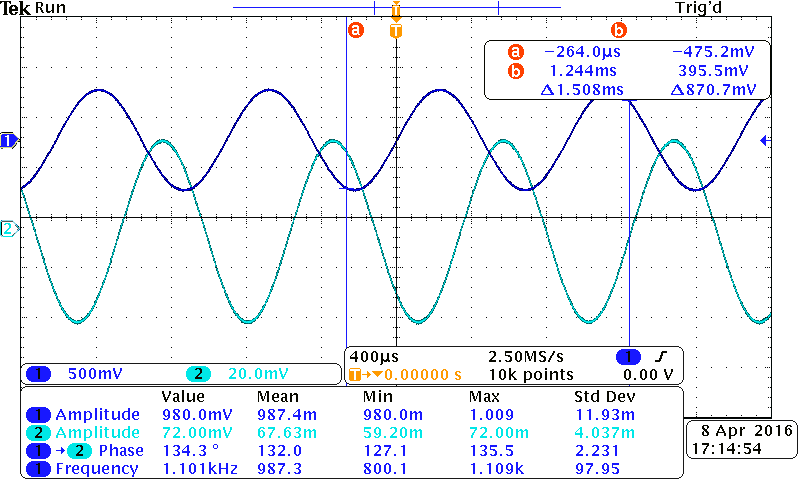 Tek Run Trig'd
T
a T b
a −264.0µs −475.2mV
b 1.244ms 395.5mV
Δ1.508ms Δ870.7mV
1
2
400µs 2.50MS/s 1
T→▾0.00000 s 10k points 0.00 V
1 500mV 2 20.0mV
Value Mean Min Max Std Dev
1 Amplitude 980.0mV 987.4m 980.0m 1.009 11.93m
2 Amplitude 72.00mV 67.63m 59.20m 72.00m 4.037m
1 → 2 Phase 134.3 ° 132.0 127.1 135.5 2.231
1 Frequency 1.101kHz 987.3 800.1 1.109k 97.95
8 Apr 2016
17:14:54